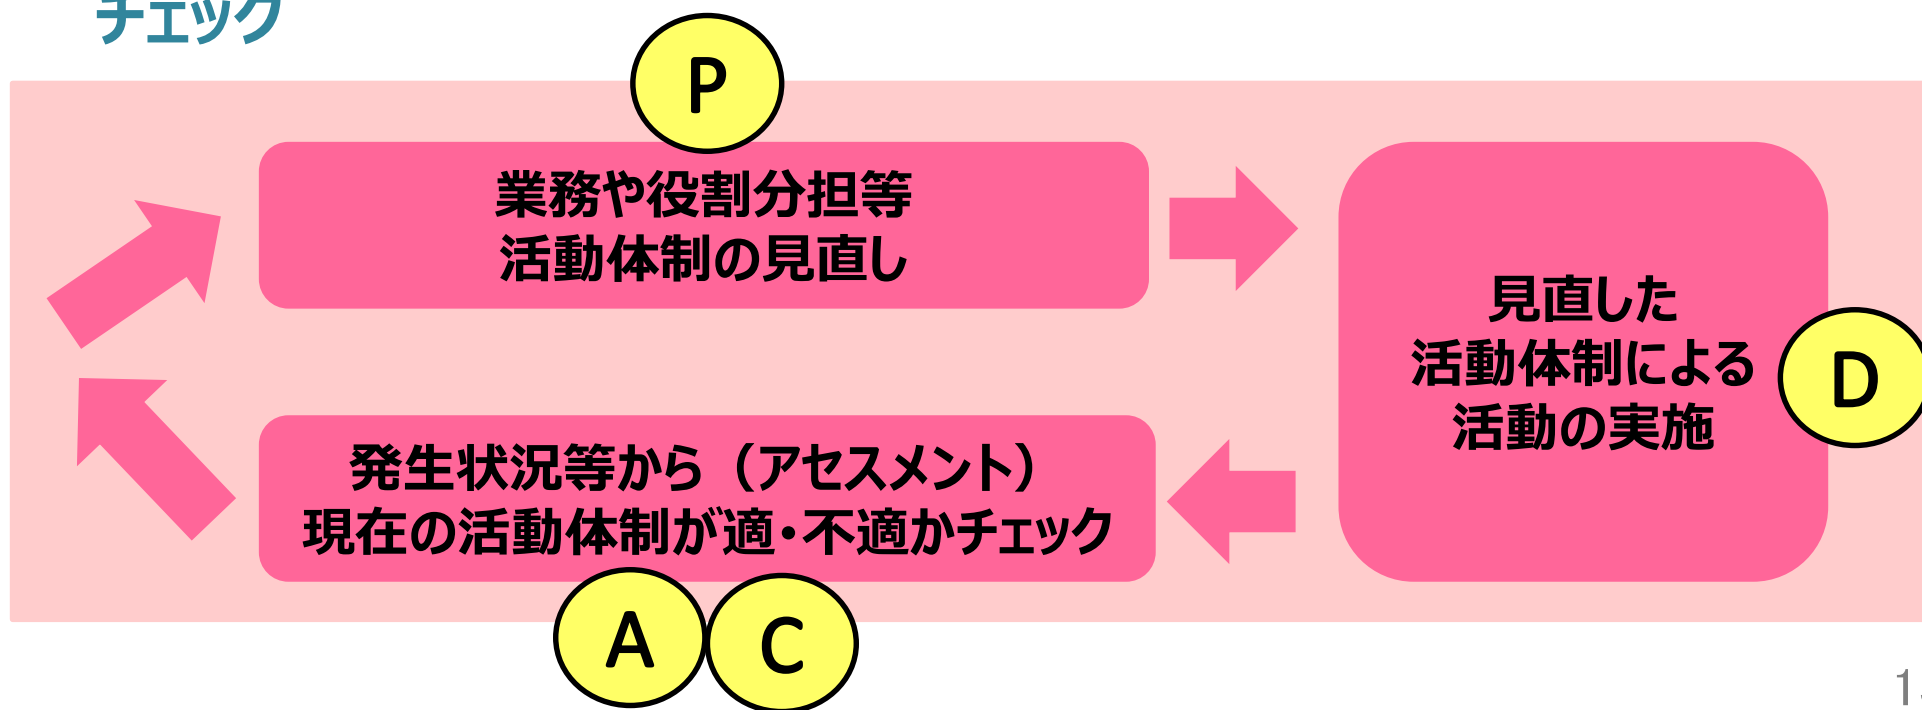 チェック
P
業務や役割分担等
活動体制の見直し
見直した
活動体制による
活動の実施
D
発生状況等から（アセスメント）
現在の活動体制が適・不適かチェック
A
C